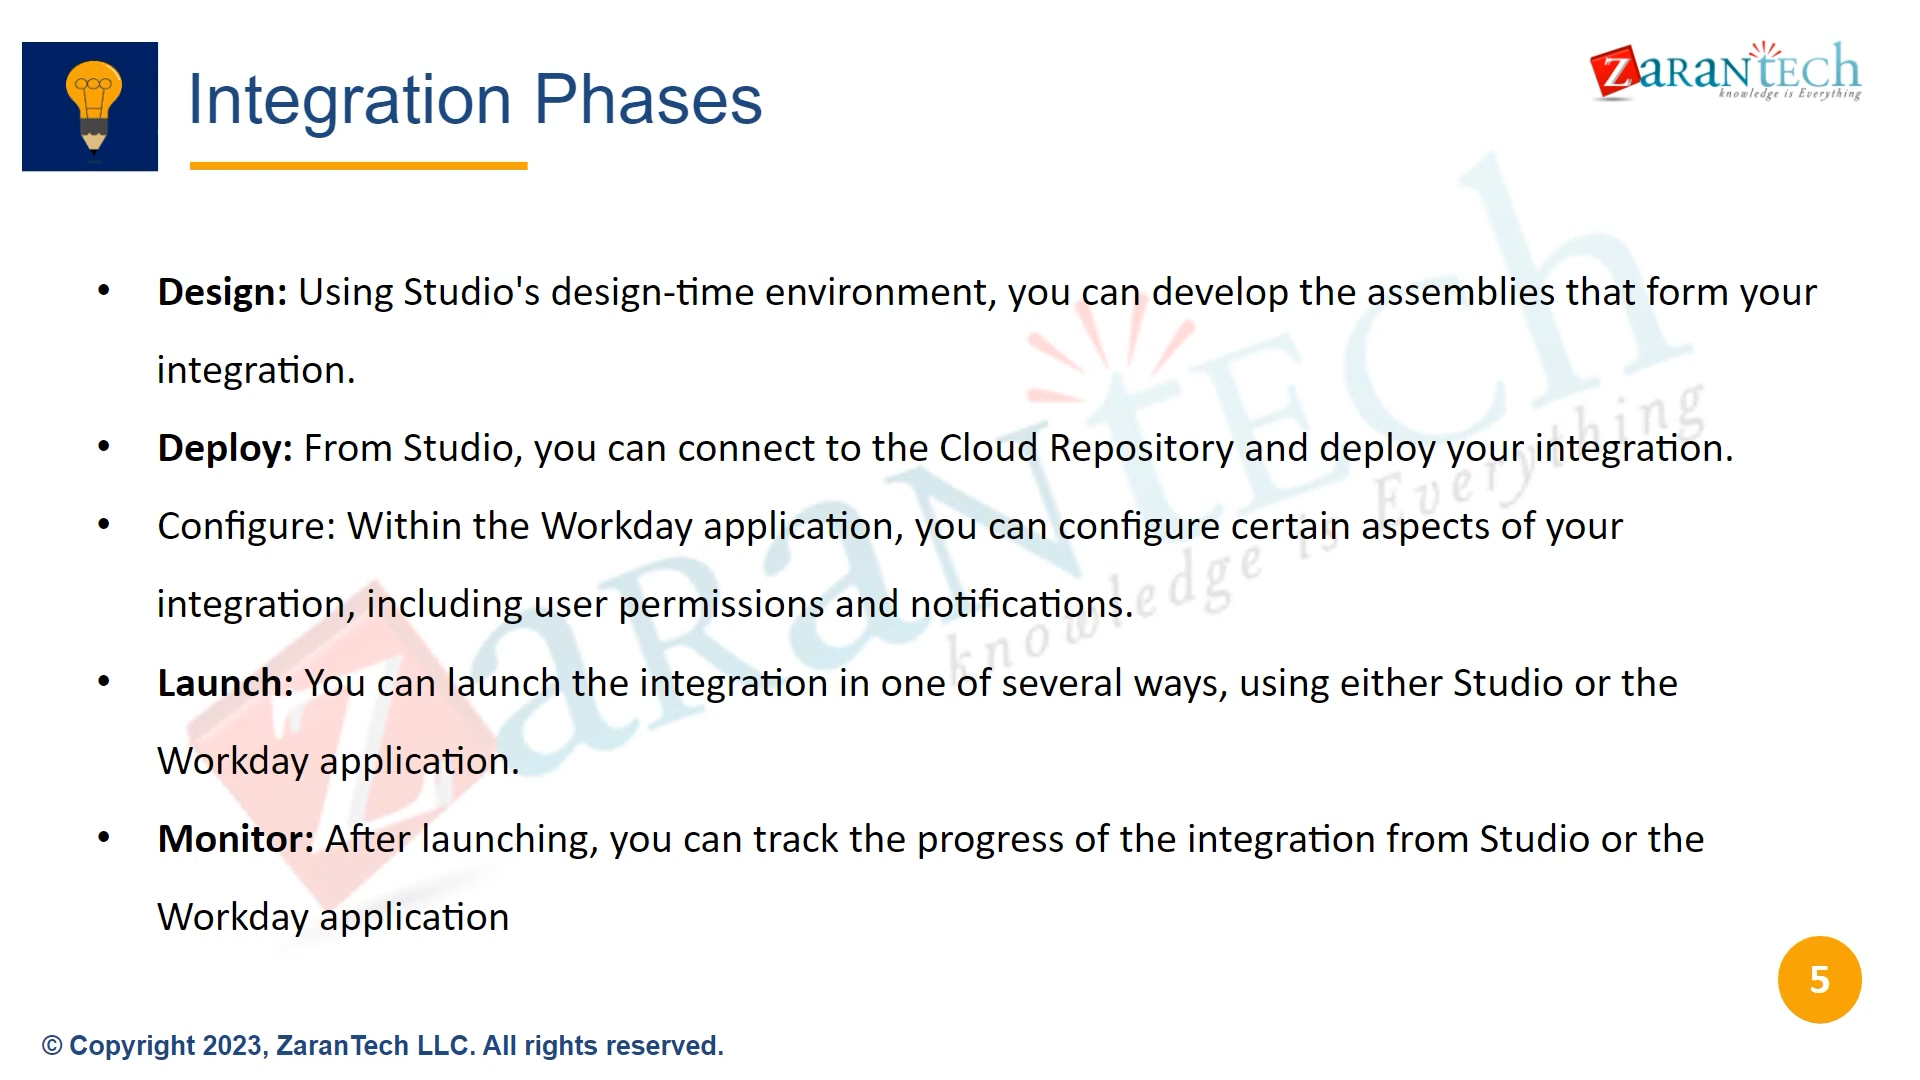 Integration Phases
ZARANTECH
knowledge is Everything
• Design: Using Studio's design-time environment, you can develop the assemblies that form your
integration.
• Deploy: From Studio, you can connect to the Cloud Repository and deploy your integration.
• Configure: Within the Workday application, you can configure certain aspects of your
integration, including user permissions and notifications.
• Launch: You can launch the integration in one of several ways, using either Studio or the
Workday application.
• Monitor: After launching, you can track the progress of the integration from Studio or the
Workday application
ZARANTECH
knowledge is Everything
5
© Copyright 2023, ZaranTech LLC. All rights reserved.